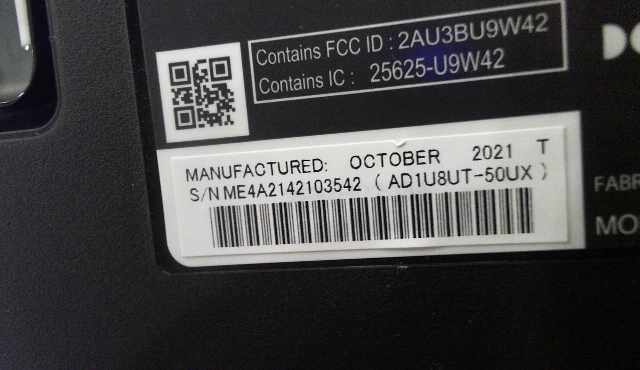 Contains FCC ID : 2AU3BU9W42
Contains IC : 25625-U9W42
MANUFACTURED: OCTOBER 2021 T
S/N ME4A2142103542 ( AD1U8UT-50UX )
FABR
MO